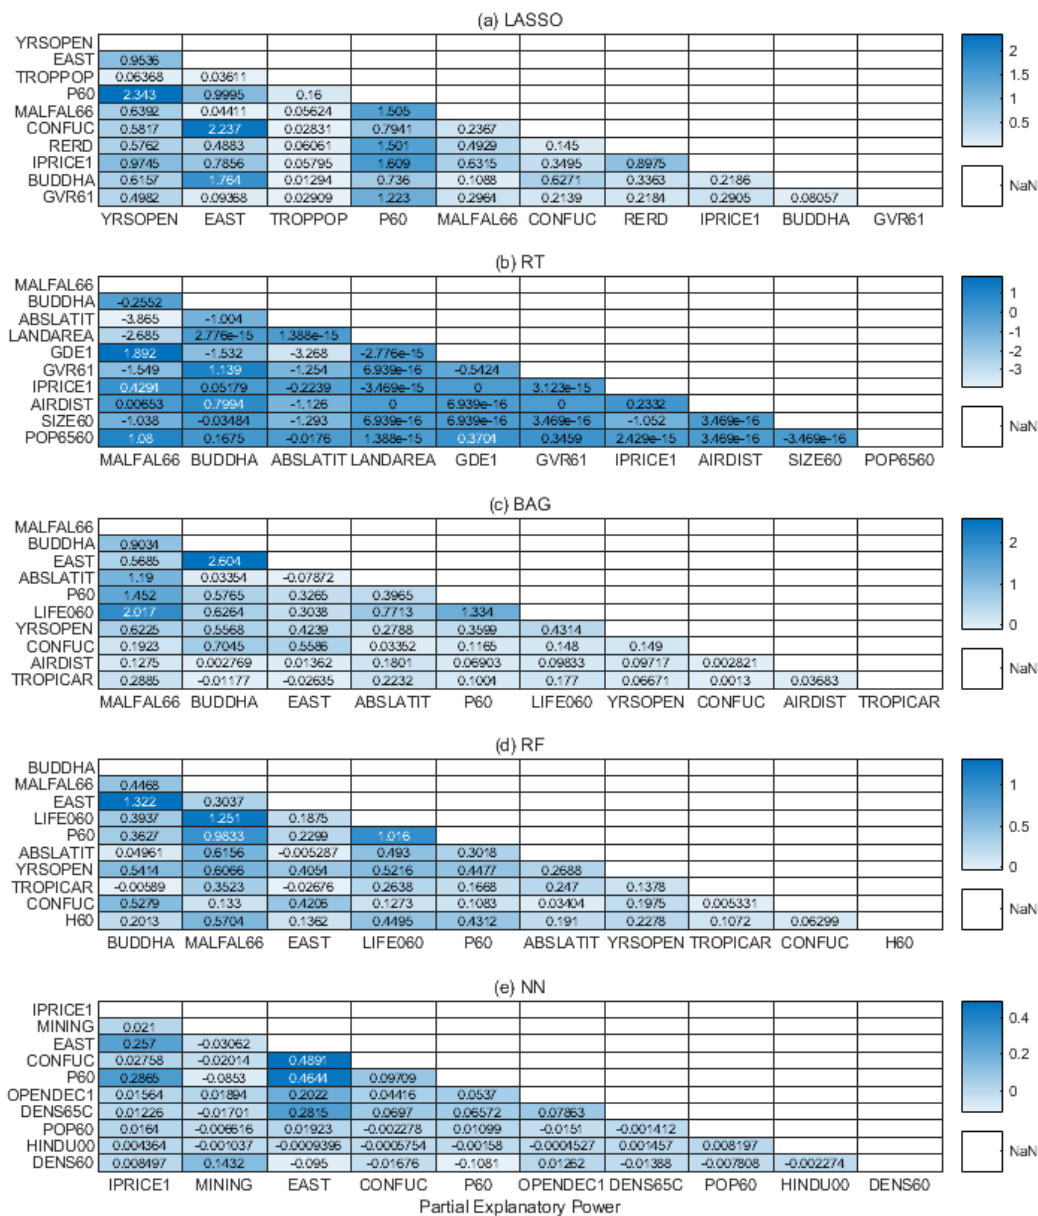 (a) LASSO
YRSOPEN
EAST 0.9536
TROPPOP 0.06368 0.03611
P60 2.343 0.9995 0.16
MALFAL66 0.6392 0.04411 0.05624 1.505
CONFUC 0.5817 2.237 0.02831 0.7941 0.2367
RERD 0.5762 0.4883 0.06061 1.501 0.4929 0.145
IPRICE1 0.9745 0.7856 0.05795 1.609 0.6315 0.3495 0.8975
BUDDHA 0.6157 1.764 0.01294 0.736 0.1088 0.6271 0.3363 0.2186
GVR61 0.4982 0.09368 0.02909 1.223 0.2964 0.2139 0.2184 0.2905 0.08057
YRSOPEN EAST TROPPOP P60 MALFAL66 CONFUC RERD IPRICE1 BUDDHA GVR61
2
1.5
1
0.5
NaN
(b) RT
MALFAL66
BUDDHA -0.2552
ABSLATIT -3.865 -1.004
LANDAREA -2.685 2.776e-15 1.388e-15
GDE1 1.892 -1.532 -3.268 -2.776e-15
GVR61 -1.549 1.139 -1.254 6.939e-16 -0.5424
IPRICE1 0.4294 0.05179 -0.2239 -3.469e-15 0 3.123e-15
AIRDIST 0.00653 0.7994 -1.126 0 6.939e-16 0 0.2332
SIZE60 -1.038 -0.03484 -1.293 6.939e-16 6.939e-16 3.469e-16 -1.052 3.469e-16
POP6560 1.08 0.1675 -0.0176 1.388e-15 0.3704 0.3459 2.429e-15 3.469e-16 -3.469e-16
MALFAL66 BUDDHA ABSLATIT LANDAREA GDE1 GVR61 IPRICE1 AIRDIST SIZE60 POP6560
1
0
-1
-2
-3
NaN
(c) BAG
MALFAL66
BUDDHA 0.9034
EAST 0.5685 2.604
ABSLATIT 1.19 0.03354 -0.07872
P60 1.452 0.5765 0.3265 0.3965
LIFE060 2.017 0.6264 0.3038 0.7713 1.334
YRSOPEN 0.6225 0.5568 0.4239 0.2788 0.3599 0.4314
CONFUC 0.1923 0.7045 0.5586 0.03352 0.1165 0.148 0.149
AIRDIST 0.1275 0.002769 0.01362 0.1801 0.06903 0.09833 0.09717 0.002821
TROPICAR 0.2885 -0.01177 -0.02635 0.2232 0.1004 0.177 0.06671 0.0013 0.03683
MALFAL66 BUDDHA EAST ABSLATIT P60 LIFE060 YRSOPEN CONFUC AIRDIST TROPICAR
2
1
0
NaN
(d) RF
BUDDHA
MALFAL66 0.4468
EAST 1.322 0.3037
LIFE060 0.3937 1.251 0.1875
P60 0.3627 0.9833 0.2299 1.016
ABSLATIT 0.04961 0.6156 -0.005287 0.493 0.3018
YRSOPEN 0.5414 0.6066 0.4054 0.5216 0.4477 0.2688
TROPICAR -0.00589 0.3523 -0.02676 0.2638 0.1668 0.247 0.1378
CONFUC 0.5279 0.133 0.4206 0.1273 0.1083 0.03404 0.1975 0.005331
H60 0.2013 0.5704 0.1362 0.4495 0.4312 0.191 0.2278 0.1072 0.06299
BUDDHA MALFAL66 EAST LIFE060 P60 ABSLATIT YRSOPEN TROPICAR CONFUC H60
1
0.5
0
NaN
(e) NN
IPRICE1
MINING 0.021
EAST 0.257 -0.03062
CONFUC 0.02758 -0.02014 0.4891
P60 0.2865 -0.0853 0.4644 0.09709
OPENDEC1 0.01564 0.01894 0.2022 0.04416 0.0537
DENS65C 0.01226 -0.01701 0.2815 0.0697 0.06572 0.07863
POP60 0.0164 -0.006616 0.01923 -0.002278 0.01099 -0.0151 -0.001412
HINDU00 0.004364 -0.001037 -0.0009396 -0.0005754 -0.00158 -0.0004527 0.001457 0.008197
DENS60 0.008497 0.1432 -0.095 -0.01676 -0.1081 0.01262 -0.01388 -0.007808 -0.002274
IPRICE1 MINING EAST CONFUC P60 OPENDEC1 DENS65C POP60 HINDU00 DENS60
0.4
0.2
0
NaN
Partial Explanatory Power